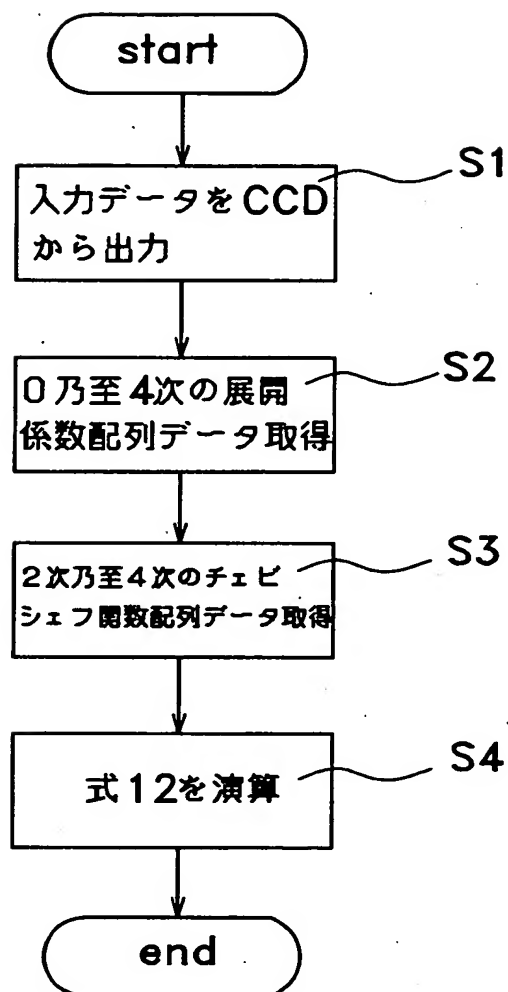 start
S1
入力データをCCD
から出力
S2
0乃至4次の展開
係数配列データ取得
S3
2次乃至4次のチェビ
シェフ関数配列データ取得
S4
式12を演算
end